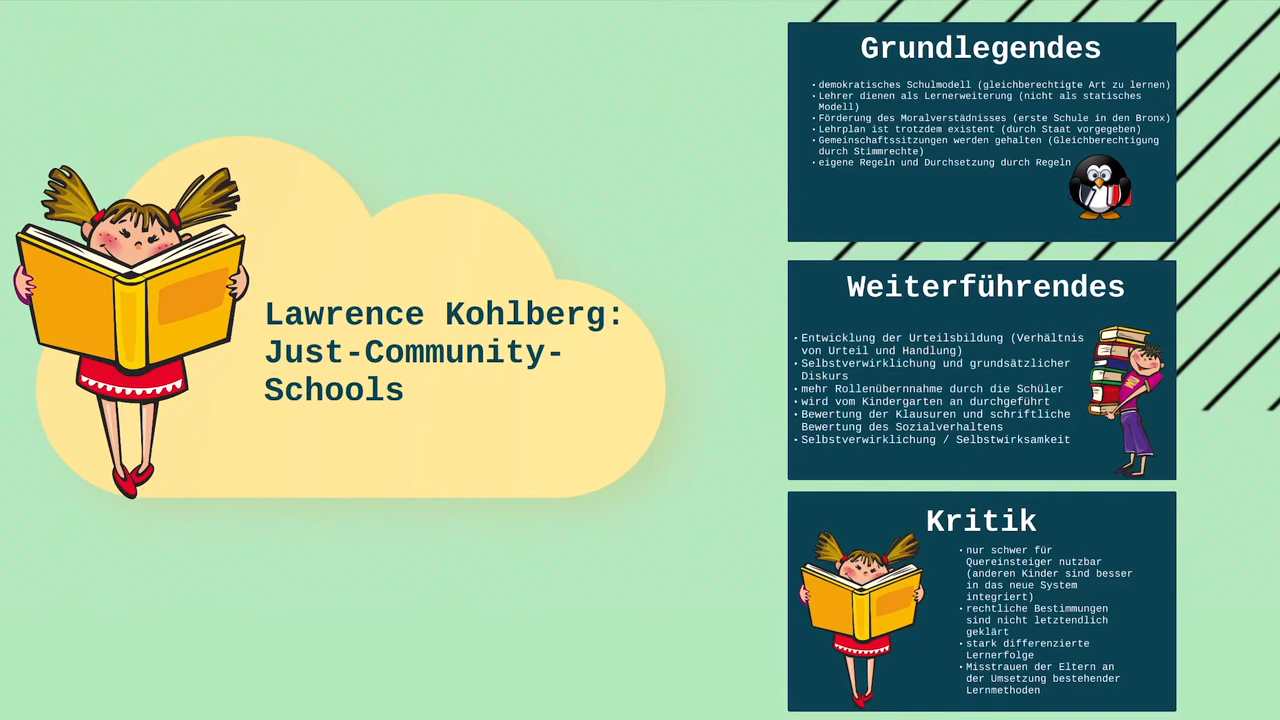 Lawrence Kohlberg:
Just-Community-
Schools
Grundlegendes
• demokratisches Schulmodell (gleichberechtigte Art zu lernen)
• Lehrer dienen als Lernerweiterung (nicht als statisches
Modell)
• Förderung des Moralverstädnisses (erste Schule in den Bronx)
• Lehrplan ist trotzdem existent (durch Staat vorgegeben)
• Gemeinschaftssitzungen werden gehalten (Gleichberechtigung
durch Stimmrechte)
• eigene Regeln und Durchsetzung durch Regeln
Weiterführendes
• Entwicklung der Urteilsbildung (Verhältnis
von Urteil und Handlung)
• Selbstverwirklichung und grundsätzlicher
Diskurs
• mehr Rollenübernnahme durch die Schüler
• wird vom Kindergarten an durchgeführt
• Bewertung der Klausuren und schriftliche
Bewertung des Sozialverhaltens
• Selbstverwirklichung / Selbstwirksamkeit
Kritik
• nur schwer für
Quereinsteiger nutzbar
(anderen Kinder sind besser
in das neue System
integriert)
• rechtliche Bestimmungen
sind nicht letztendlich
geklärt
• stark differenzierte
Lernerfolge
• Misstrauen der Eltern an
der Umsetzung bestehender
Lernmethoden